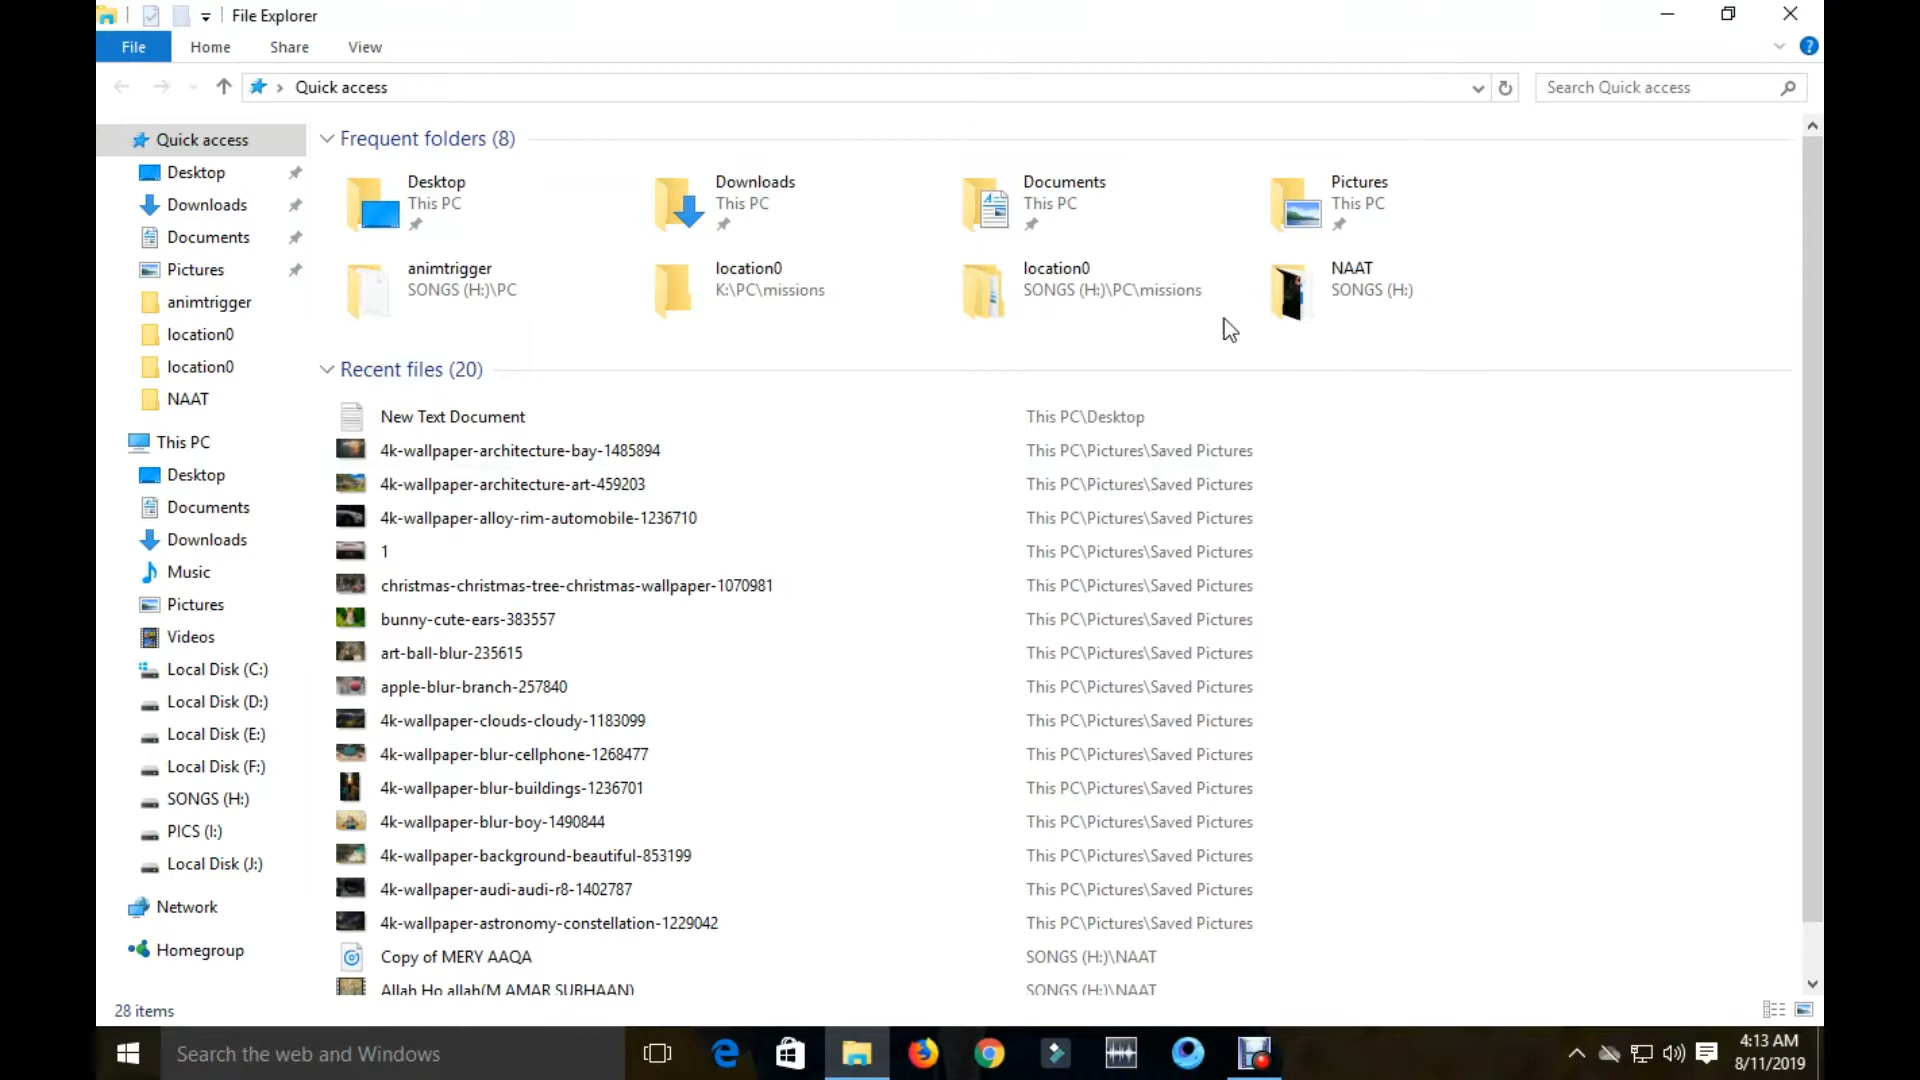 File Explorer
File Home Share View
Quick access
Search Quick access
Quick access
Desktop
Downloads
Documents
Pictures
animtrigger
location0
location0
NAAT
This PC
Desktop
Documents
Downloads
Music
Pictures
Videos
Local Disk (C:)
Local Disk (D:)
Local Disk (E:)
Local Disk (F:)
SONGS (H:)
PICS (I:)
Local Disk (J:)
Network
Homegroup
Frequent folders (8)
Desktop
This PC
Downloads
This PC
Documents
This PC
Pictures
This PC
animtrigger
SONGS (H:)\PC
location0
K:\PC\missions
location0
SONGS (H:)\PC\missions
NAAT
SONGS (H:)
Recent files (20)
New Text Document This PC\Desktop
4k-wallpaper-architecture-bay-1485894 This PC\Pictures\Saved Pictures
4k-wallpaper-architecture-art-459203 This PC\Pictures\Saved Pictures
4k-wallpaper-alloy-rim-automobile-1236710 This PC\Pictures\Saved Pictures
1 This PC\Pictures\Saved Pictures
christmas-christmas-tree-christmas-wallpaper-1070981 This PC\Pictures\Saved Pictures
bunny-cute-ears-383557 This PC\Pictures\Saved Pictures
art-ball-blur-235615 This PC\Pictures\Saved Pictures
apple-blur-branch-257840 This PC\Pictures\Saved Pictures
4k-wallpaper-clouds-cloudy-1183099 This PC\Pictures\Saved Pictures
4k-wallpaper-blur-cellphone-1268477 This PC\Pictures\Saved Pictures
4k-wallpaper-blur-buildings-1236701 This PC\Pictures\Saved Pictures
4k-wallpaper-blur-boy-1490844 This PC\Pictures\Saved Pictures
4k-wallpaper-background-beautiful-853199 This PC\Pictures\Saved Pictures
4k-wallpaper-audi-audi-r8-1402787 This PC\Pictures\Saved Pictures
4k-wallpaper-astronomy-constellation-1229042 This PC\Pictures\Saved Pictures
Copy of MERY AAQA SONGS (H:)\NAAT
Allah Ho allah(M AMAR SUBHAAN) SONGS (H:)\NAAT
28 items
Search the web and Windows
4:13 AM
8/11/2019